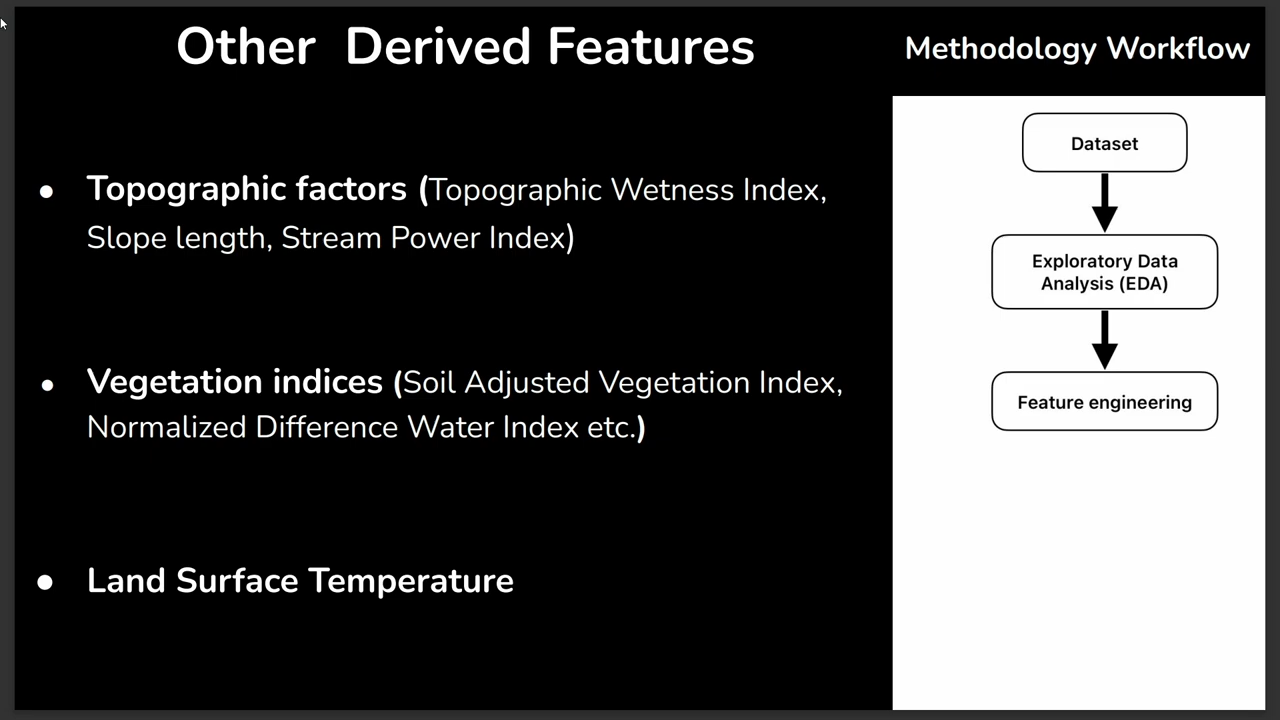 Other Derived Features
Methodology Workflow
• Topographic factors (Topographic Wetness Index,
Slope length, Stream Power Index)
• Vegetation indices (Soil Adjusted Vegetation Index,
Normalized Difference Water Index etc.)
• Land Surface Temperature
Dataset
Exploratory Data
Analysis (EDA)
Feature engineering